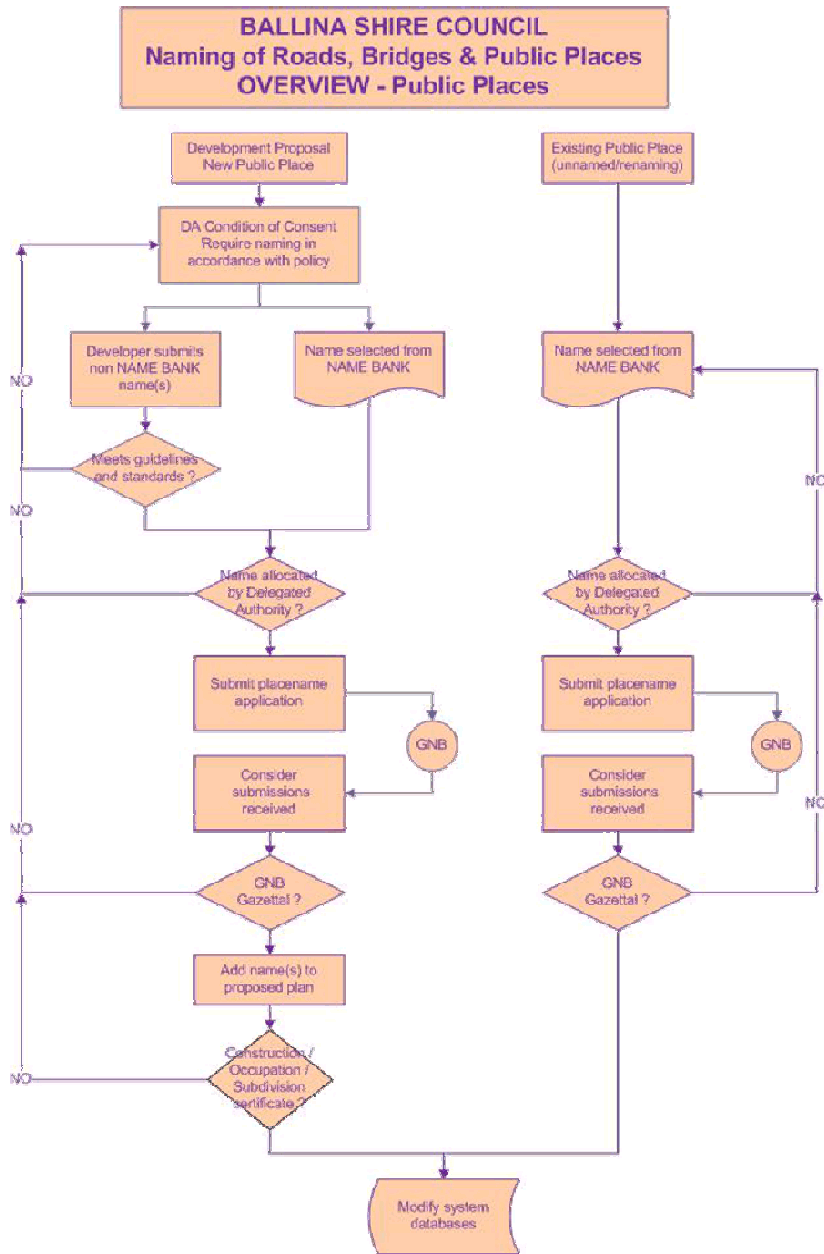 BALLINA SHIRE COUNCIL
Naming of Roads, Bridges & Public Places
OVERVIEW - Public Places
Development Proposal
New Public Place
Existing Public Place
(unnamed/renaming)
DA Condition of Consent
Require naming in
accordance with policy
Developer submits
non NAME BANK
name(s)
Name selected from
NAME BANK
Name selected from
NAME BANK
NO
Meets guidelines
and standards ?
NO
NO
Name allocated
by Delegated
Authority ?
Name allocated
by Delegated
Authority ?
Submit placename
application
Submit placename
application
GNB
GNB
Consider
submissions
received
Consider
submissions
received
NO
NO
GNB
Gazettal ?
GNB
Gazettal ?
Add name(s) to
proposed plan
Construction /
Occupation /
Subdivision
certificate ?
NO
Modify system
databases